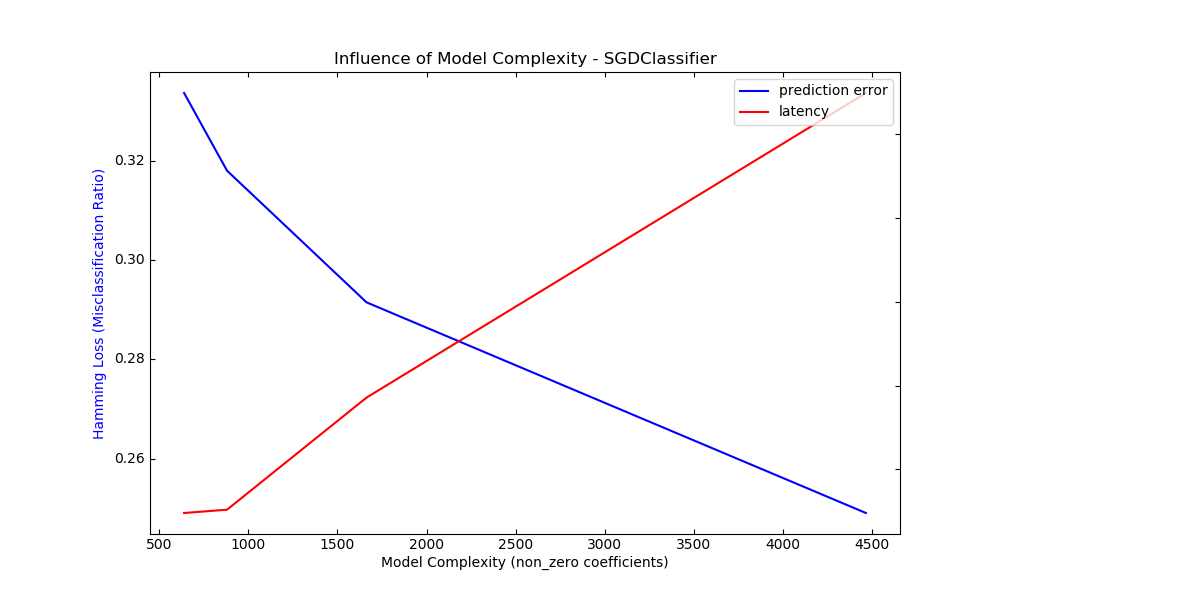 Influence of Model Complexity - SGDClassifier
prediction error
latency
Hamming Loss (Misclassification Ratio)
0.32
0.30
0.28
0.26
500 1000 1500 2000 2500 3000 3500 4000 4500
Model Complexity (non_zero coefficients)